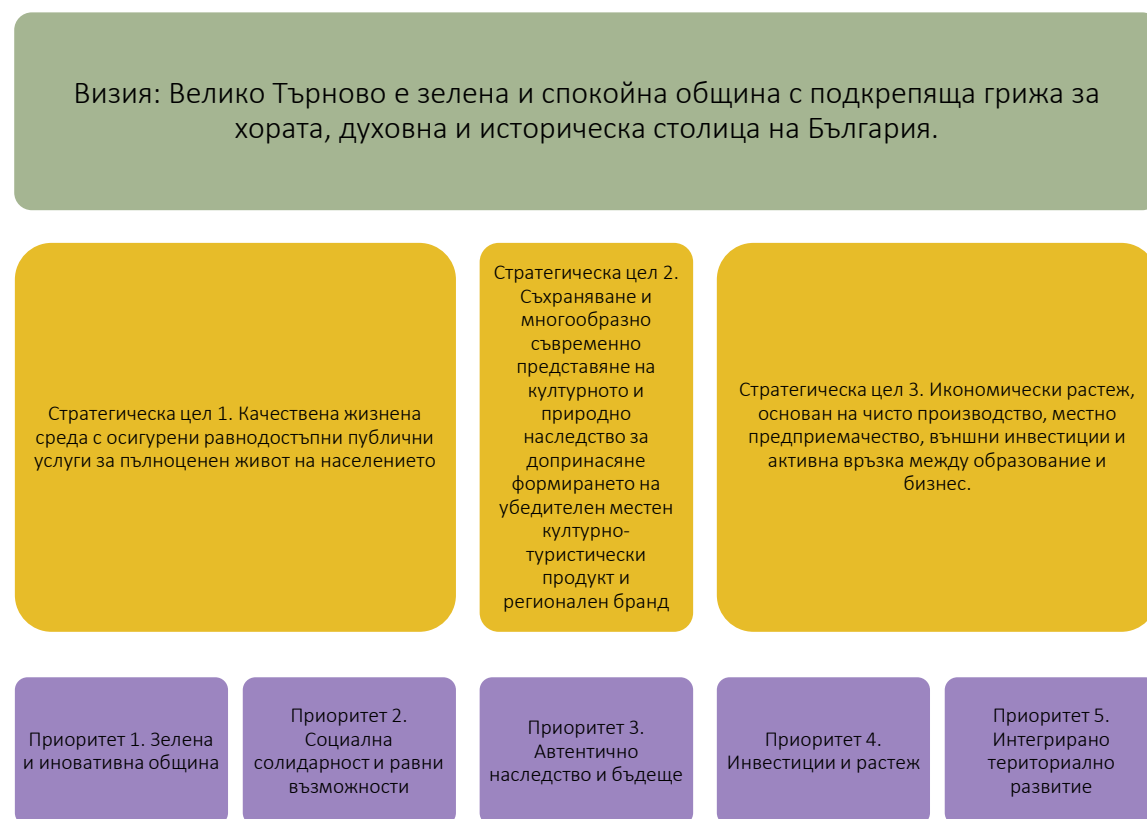 Визия: Велико Търново е зелена и спокойна община с подкрепяща грижа за
хората, духовна и историческа столица на България.
Стратегическа цел 1. Качествена жизнена
среда с осигурени равнодостъпни публични
услуги за пълноценен живот на населението
Стратегическа цел 2.
Съхраняване и
многообразно
съвременно
представяне на
културното и
природно
наследство за
допринасяне
формирането на
убедителен местен
културно-
туристически
продукт и
регионален бранд
Стратегическа цел 3. Икономически растеж,
основан на чисто производство, местно
предприемачество, външни инвестиции и
активна връзка между образование и
бизнес.
Приоритет 1. Зелена
и иновативна община
Приоритет 2.
Социална
солидарност и равни
възможности
Приоритет 3.
Автентично
наследство и бъдеще
Приоритет 4.
Инвестиции и растеж
Приоритет 5.
Интегрирано
териториално
развитие